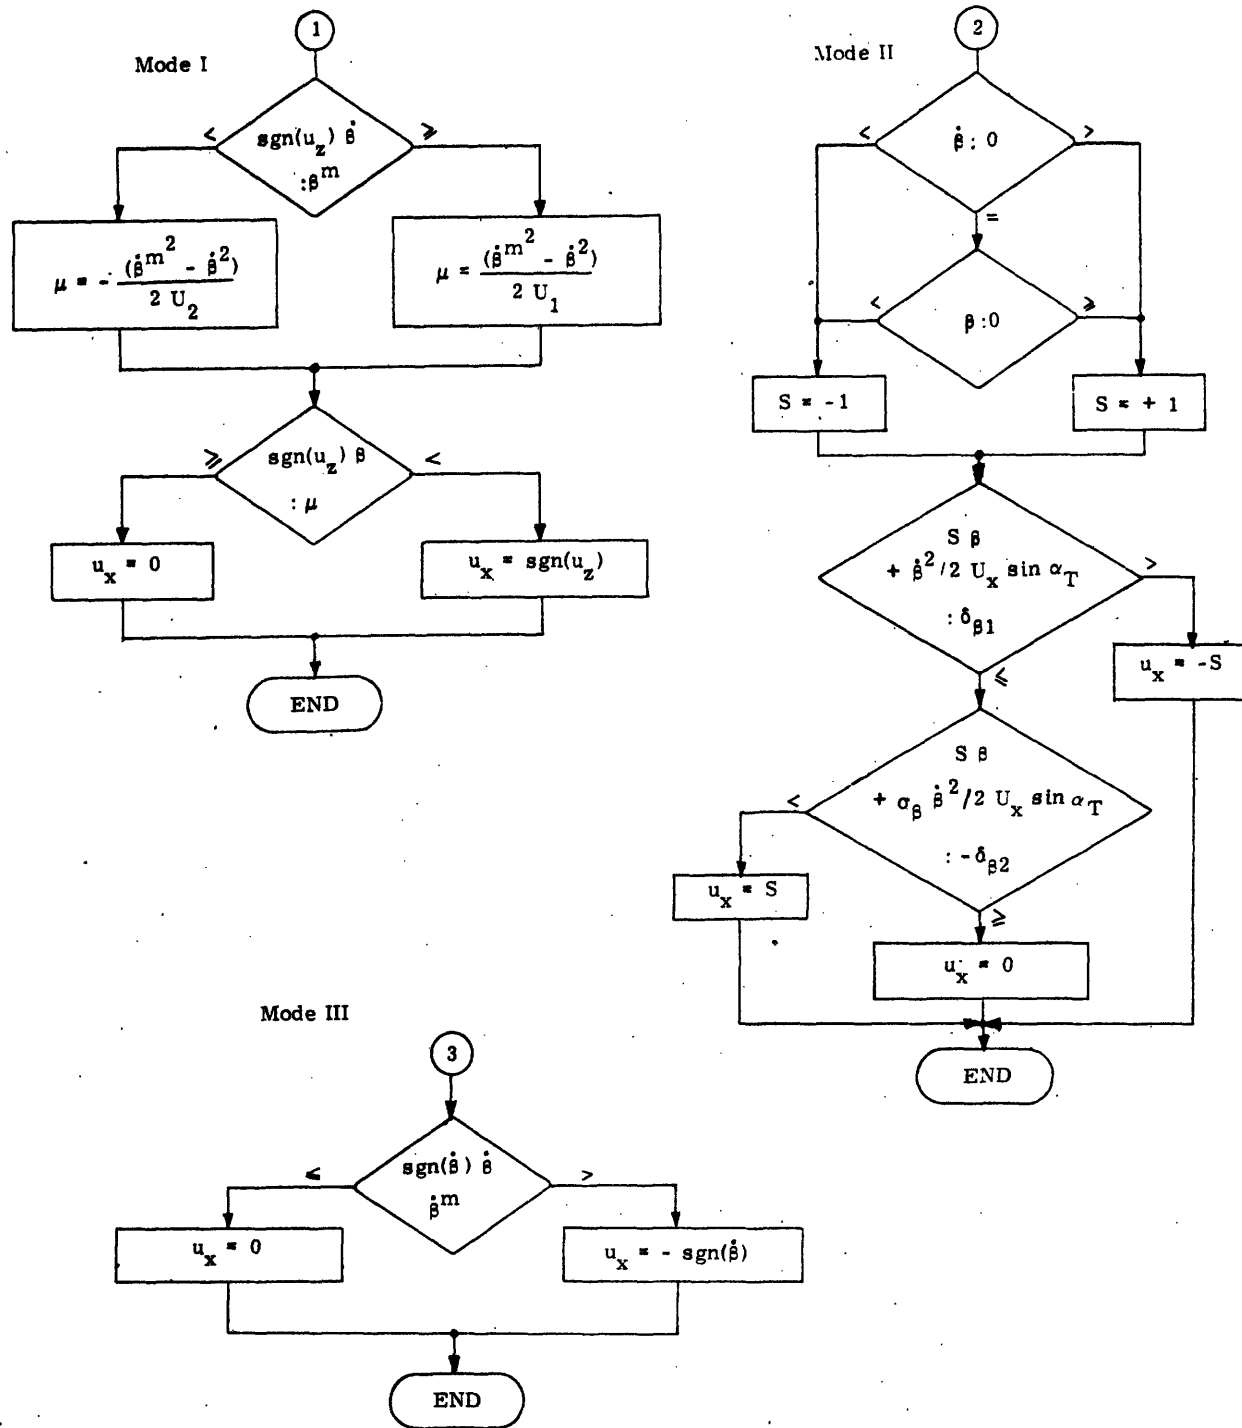 Mode I
1
<
sgn(u_z) β̇
≥
:β^m
μ = - (β̇^m² - β̇²) / 2 U_2
μ = (β̇^m² - β̇²) / 2 U_1
≥
sgn(u_z) β
<
: μ
u_x = 0
u_x = sgn(u_z)
END
Mode II
2
<
β̇ : 0
>
=
<
β : 0
≥
S = -1
S = + 1
S β
+ β̇²/2 U_x sin α_T
>
: δ_β1
u_x = -S
≤
S β
<
+ α_β β̇²/2 U_x sin α_T
: -δ_β2
u_x = S
≥
u_x = 0
END
Mode III
3
≤
sgn(β̇) β̇
>
β̇^m
u_x = 0
u_x = - sgn(β̇)
END